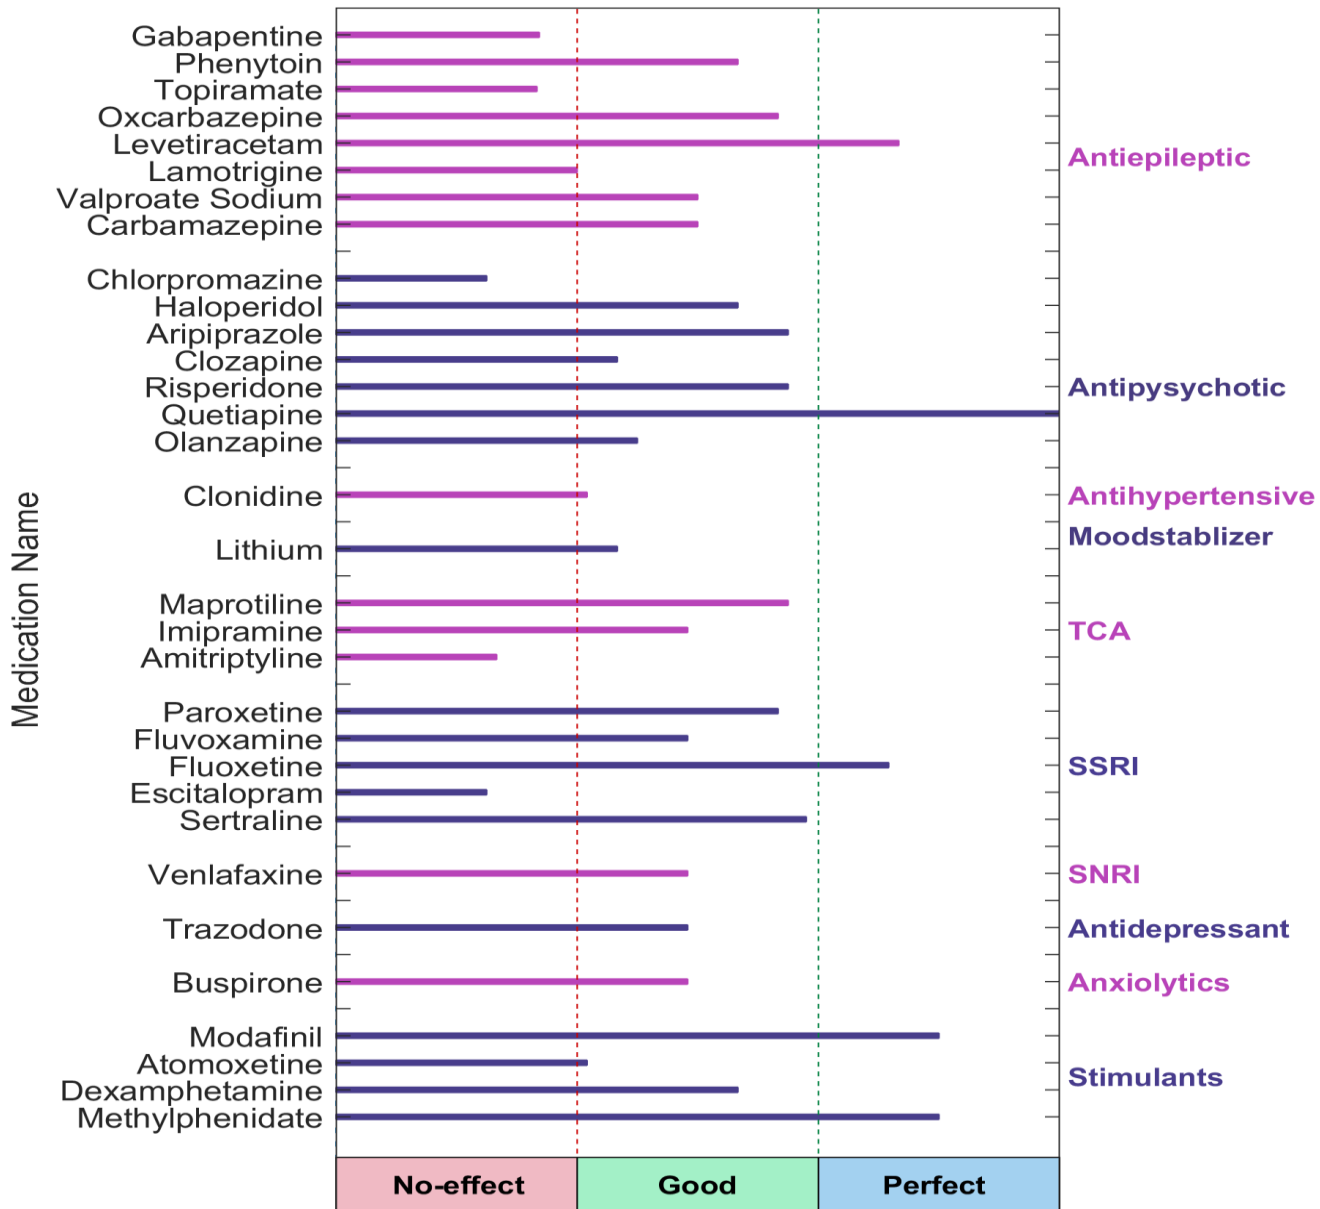 Medication Name
Gabapentine
Phenytoin
Topiramate
Oxcarbazepine
Levetiracetam
Lamotrigine
Valproate Sodium
Carbamazepine
Antiepileptic
Chlorpromazine
Haloperidol
Aripiprazole
Clozapine
Risperidone
Quetiapine
Olanzapine
Antipysychotic
Clonidine
Antihypertensive
Lithium
Moodstablizer
Maprotiline
Imipramine
Amitriptyline
TCA
Paroxetine
Fluvoxamine
Fluoxetine
Escitalopram
Sertraline
SSRI
Venlafaxine
SNRI
Trazodone
Antidepressant
Buspirone
Anxiolytics
Modafinil
Atomoxetine
Dexamphetamine
Methylphenidate
Stimulants
No-effect
Good
Perfect